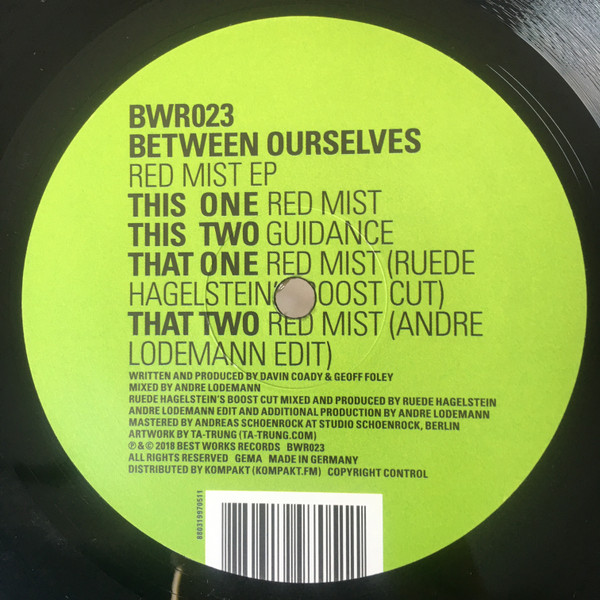 BWR023
BETWEEN OURSELVES
RED MIST EP
THIS ONE RED MIST
THIS TWO GUIDANCE
THAT ONE RED MIST (RUEDE
HAGELSTEIN'S BOOST CUT)
THAT TWO RED MIST (ANDRE
LODEMANN EDIT)
WRITTEN AND PRODUCED BY DAVIN COADY & GEOFF FOLEY
MIXED BY ANDRE LODEMANN
RUEDE HAGELSTEIN'S BOOST CUT MIXED AND PRODUCED BY RUEDE HAGELSTEIN
ANDRE LODEMANN EDIT AND ADDITIONAL PRODUCTION BY ANDRE LODEMANN
MASTERED BY ANDREAS SCHOENROCK AT STUDIO SCHOENROCK, BERLIN
ARTWORK BY TA-TRUNG (TA-TRUNG.COM)
℗ & © 2018 BEST WORKS RECORDS BWR023
ALL RIGHTS RESERVED GEMA MADE IN GERMANY
DISTRIBUTED BY KOMPAKT (KOMPAKT.FM) COPYRIGHT CONTROL
880319970511